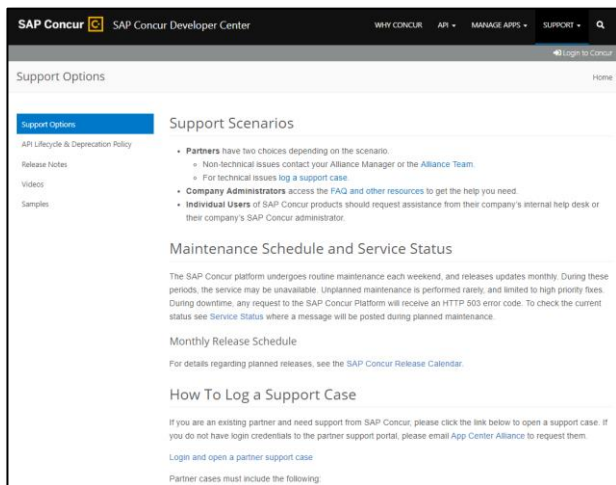 SAP Concur C SAP Concur Developer Center
WHY CONCUR API MANAGE APPS SUPPORT
Login to Concur
Support Options
Home
Support Options
API Lifecycle & Deprecation Policy
Release Notes
Videos
Samples
Support Scenarios
• Partners have two choices depending on the scenario.
Non-technical issues contact your Alliance Manager or the Alliance Team.
For technical issues log a support case.
• Company Administrators access the FAQ and other resources to get the help you need.
• Individual Users of SAP Concur products should request assistance from their company's internal help desk or
their company's SAP Concur administrator.
Maintenance Schedule and Service Status
The SAP Concur platform undergoes routine maintenance each weekend, and releases updates monthly. During these
periods, the service may be unavailable. Unplanned maintenance is performed rarely, and limited to high priority fixes.
During downtime, any request to the SAP Concur Platform will receive an HTTP 503 error code. To check the current
status see Service Status where a message will be posted during planned maintenance.
Monthly Release Schedule
For details regarding planned releases, see the SAP Concur Release Calendar.
How To Log a Support Case
If you are an existing partner and need support from SAP Concur, please click the link below to open a support case. If
you do not have login credentials to the partner support portal, please email App Center Alliance to request them.
Login and open a partner support case
Partner cases must include the following: